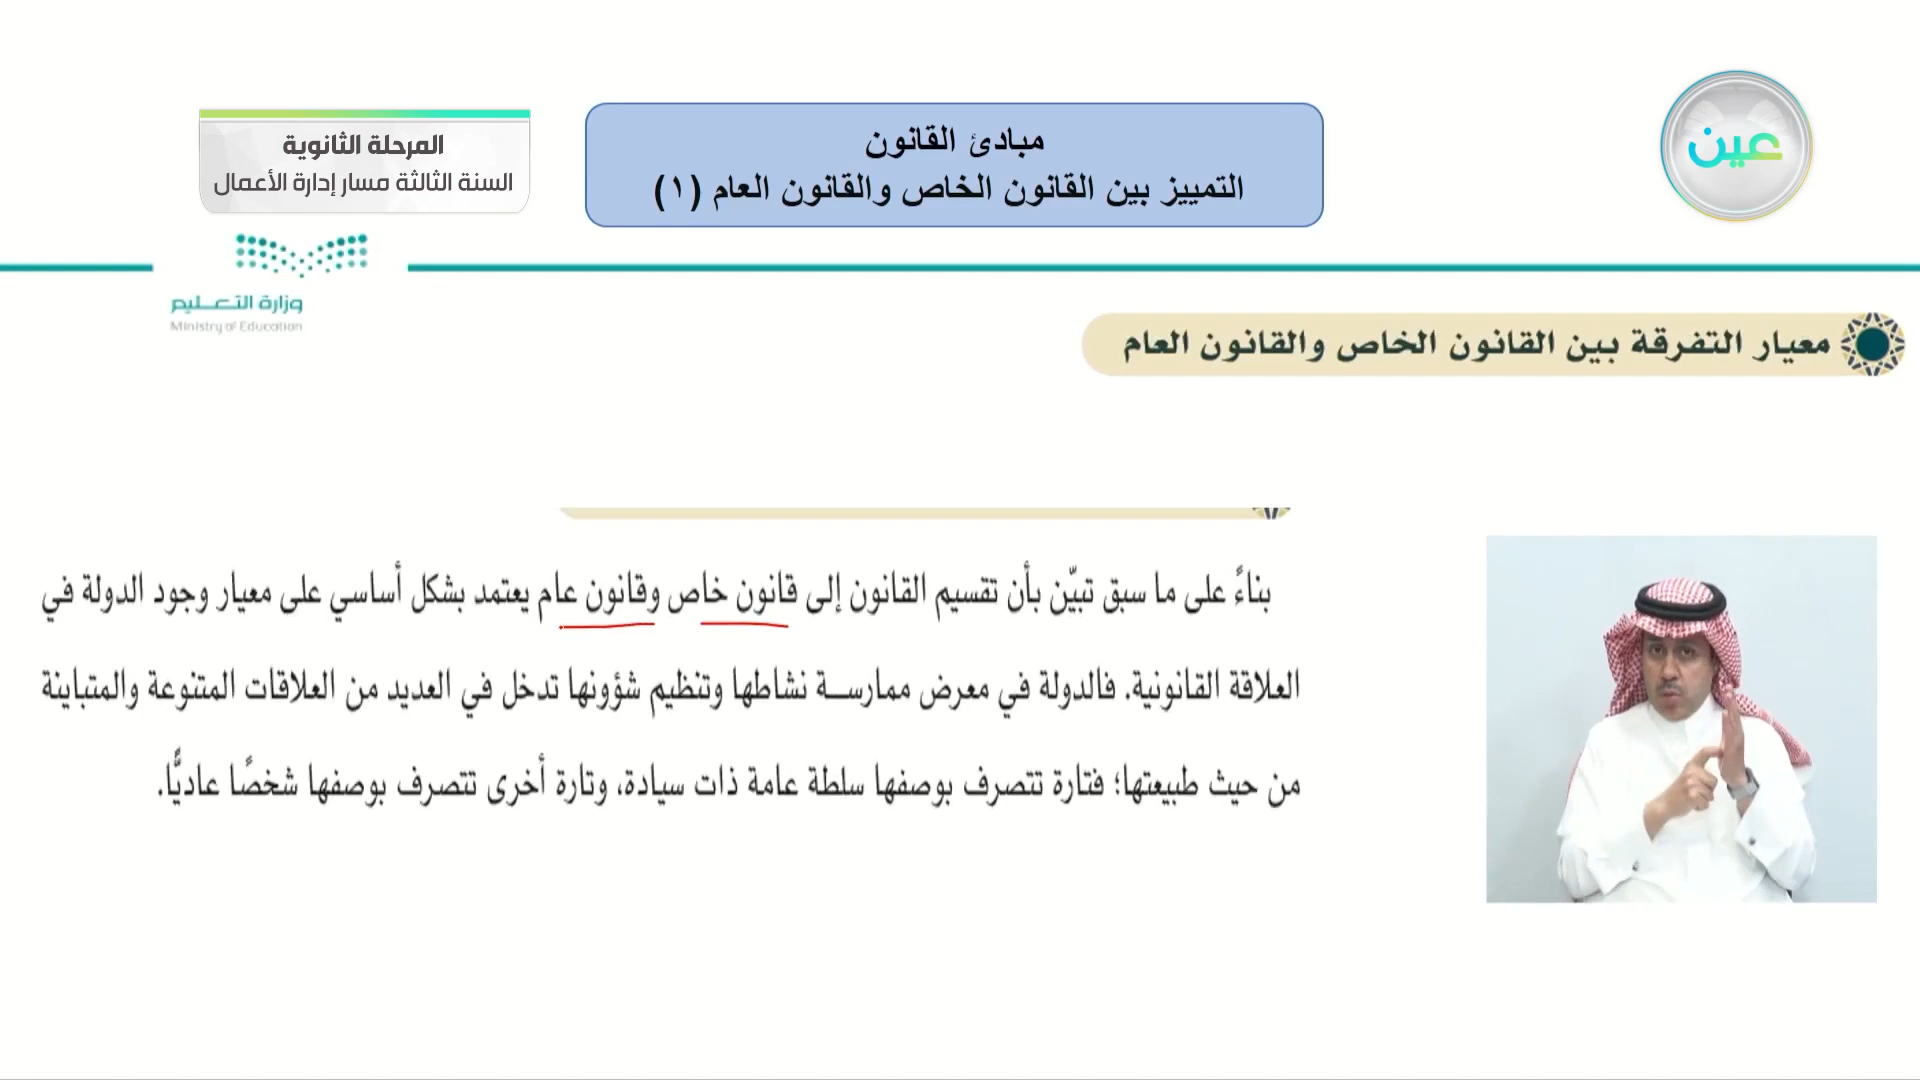 عين
مبادئ القانون
التمييز بين القانون الخاص والقانون العام (١)
المرحلة الثانوية
السنة الثالثة مسار إدارة الأعمال
وزارة التعـــليم
Ministry of Education
معيار التفرقة بين القانون الخاص والقانون العام
بناءً على ما سبق تبيّن بأن تقسيم القانون إلى قانون خاص وقانون عام يعتمد بشكل أساسي على معيار وجود الدولة في
العلاقة القانونية. فالدولة في معرض ممارســة نشاطها وتنظيم شؤونها تدخل في العديد من العلاقات المتنوعة والمتباينة
من حيث طبيعتها؛ فتارة تتصرف بوصفها سلطة عامة ذات سيادة، وتارة أخرى تتصرف بوصفها شخصًا عاديًّا.